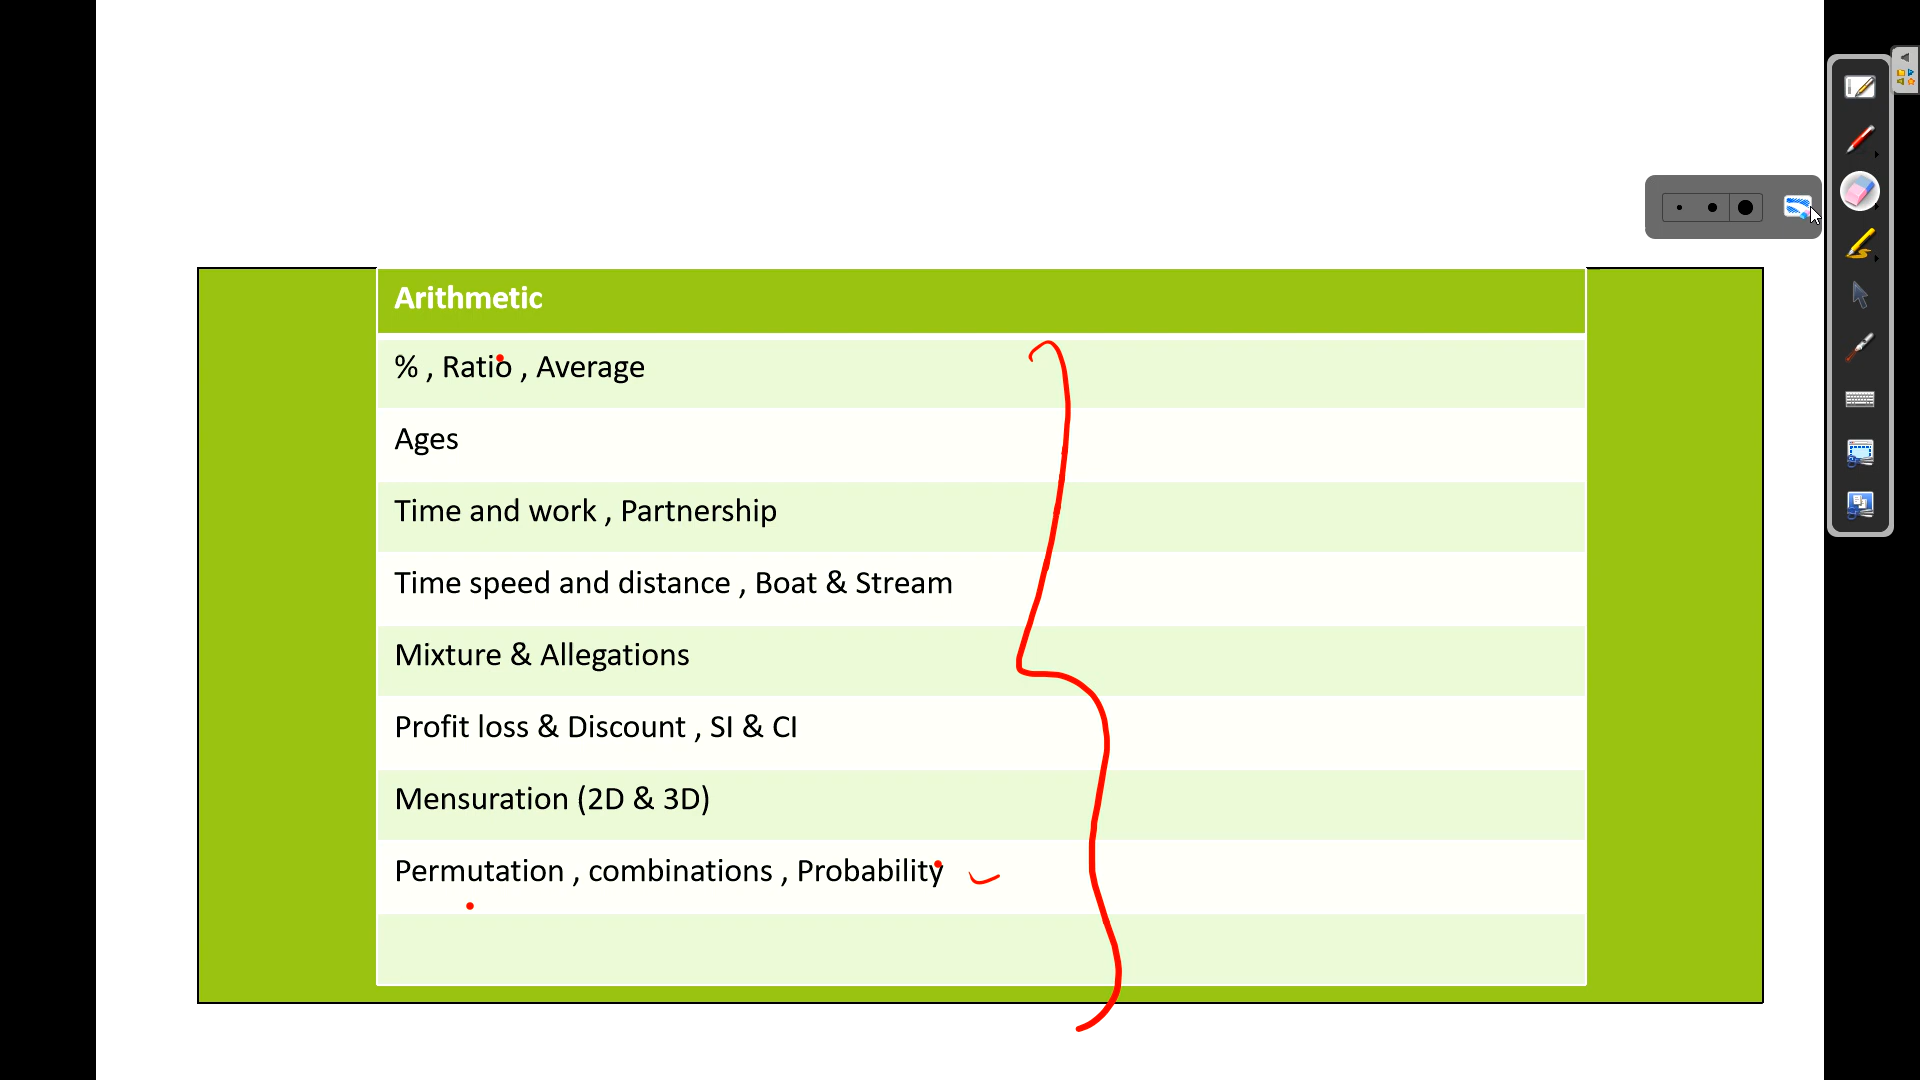 Arithmetic
% , Ratio , Average
Ages
Time and work , Partnership
Time speed and distance , Boat & Stream
Mixture & Allegations
Profit loss & Discount , SI & CI
Mensuration (2D & 3D)
Permutation , combinations , Probability